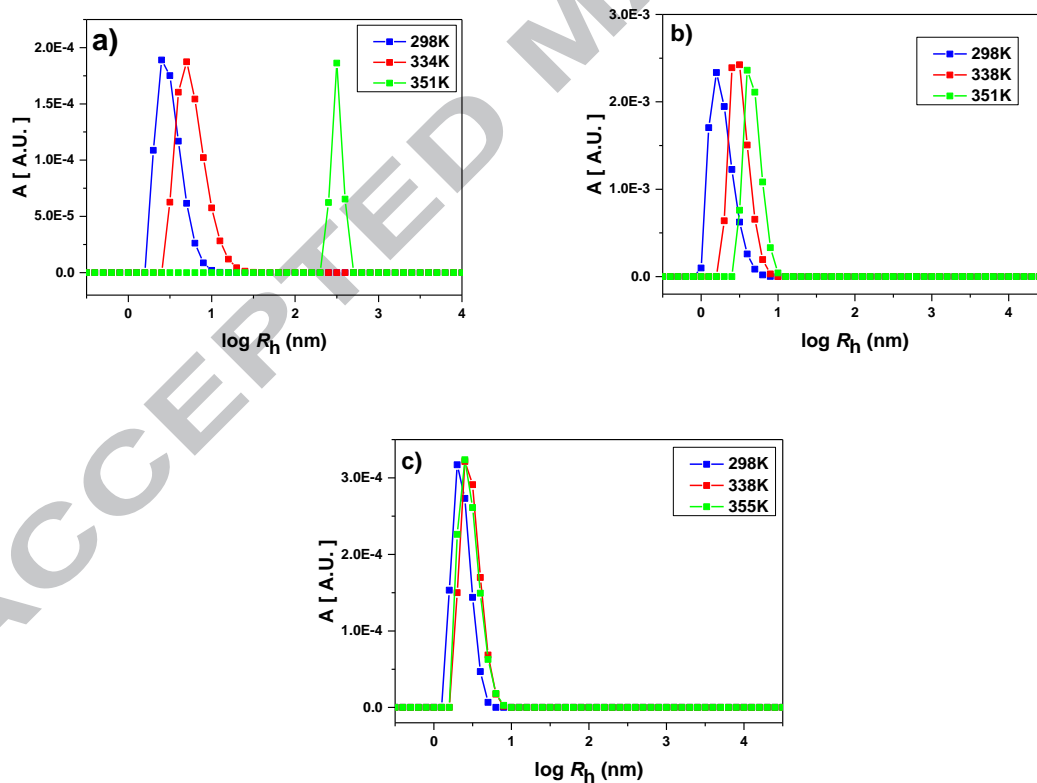 a)
298K
334K
351K
2.0E-4
1.5E-4
1.0E-4
5.0E-5
0.0
A [ A.U. ]
0 1 2 3 4
log Rh (nm)
b)
298K
338K
351K
3.0E-3
2.0E-3
1.0E-3
0.0
A [ A.U. ]
0 1 2 3 4
log Rh (nm)
c)
298K
338K
355K
3.0E-4
2.0E-4
1.0E-4
0.0
A [ A.U. ]
0 1 2 3 4
log Rh (nm)
ACCEPTED MA